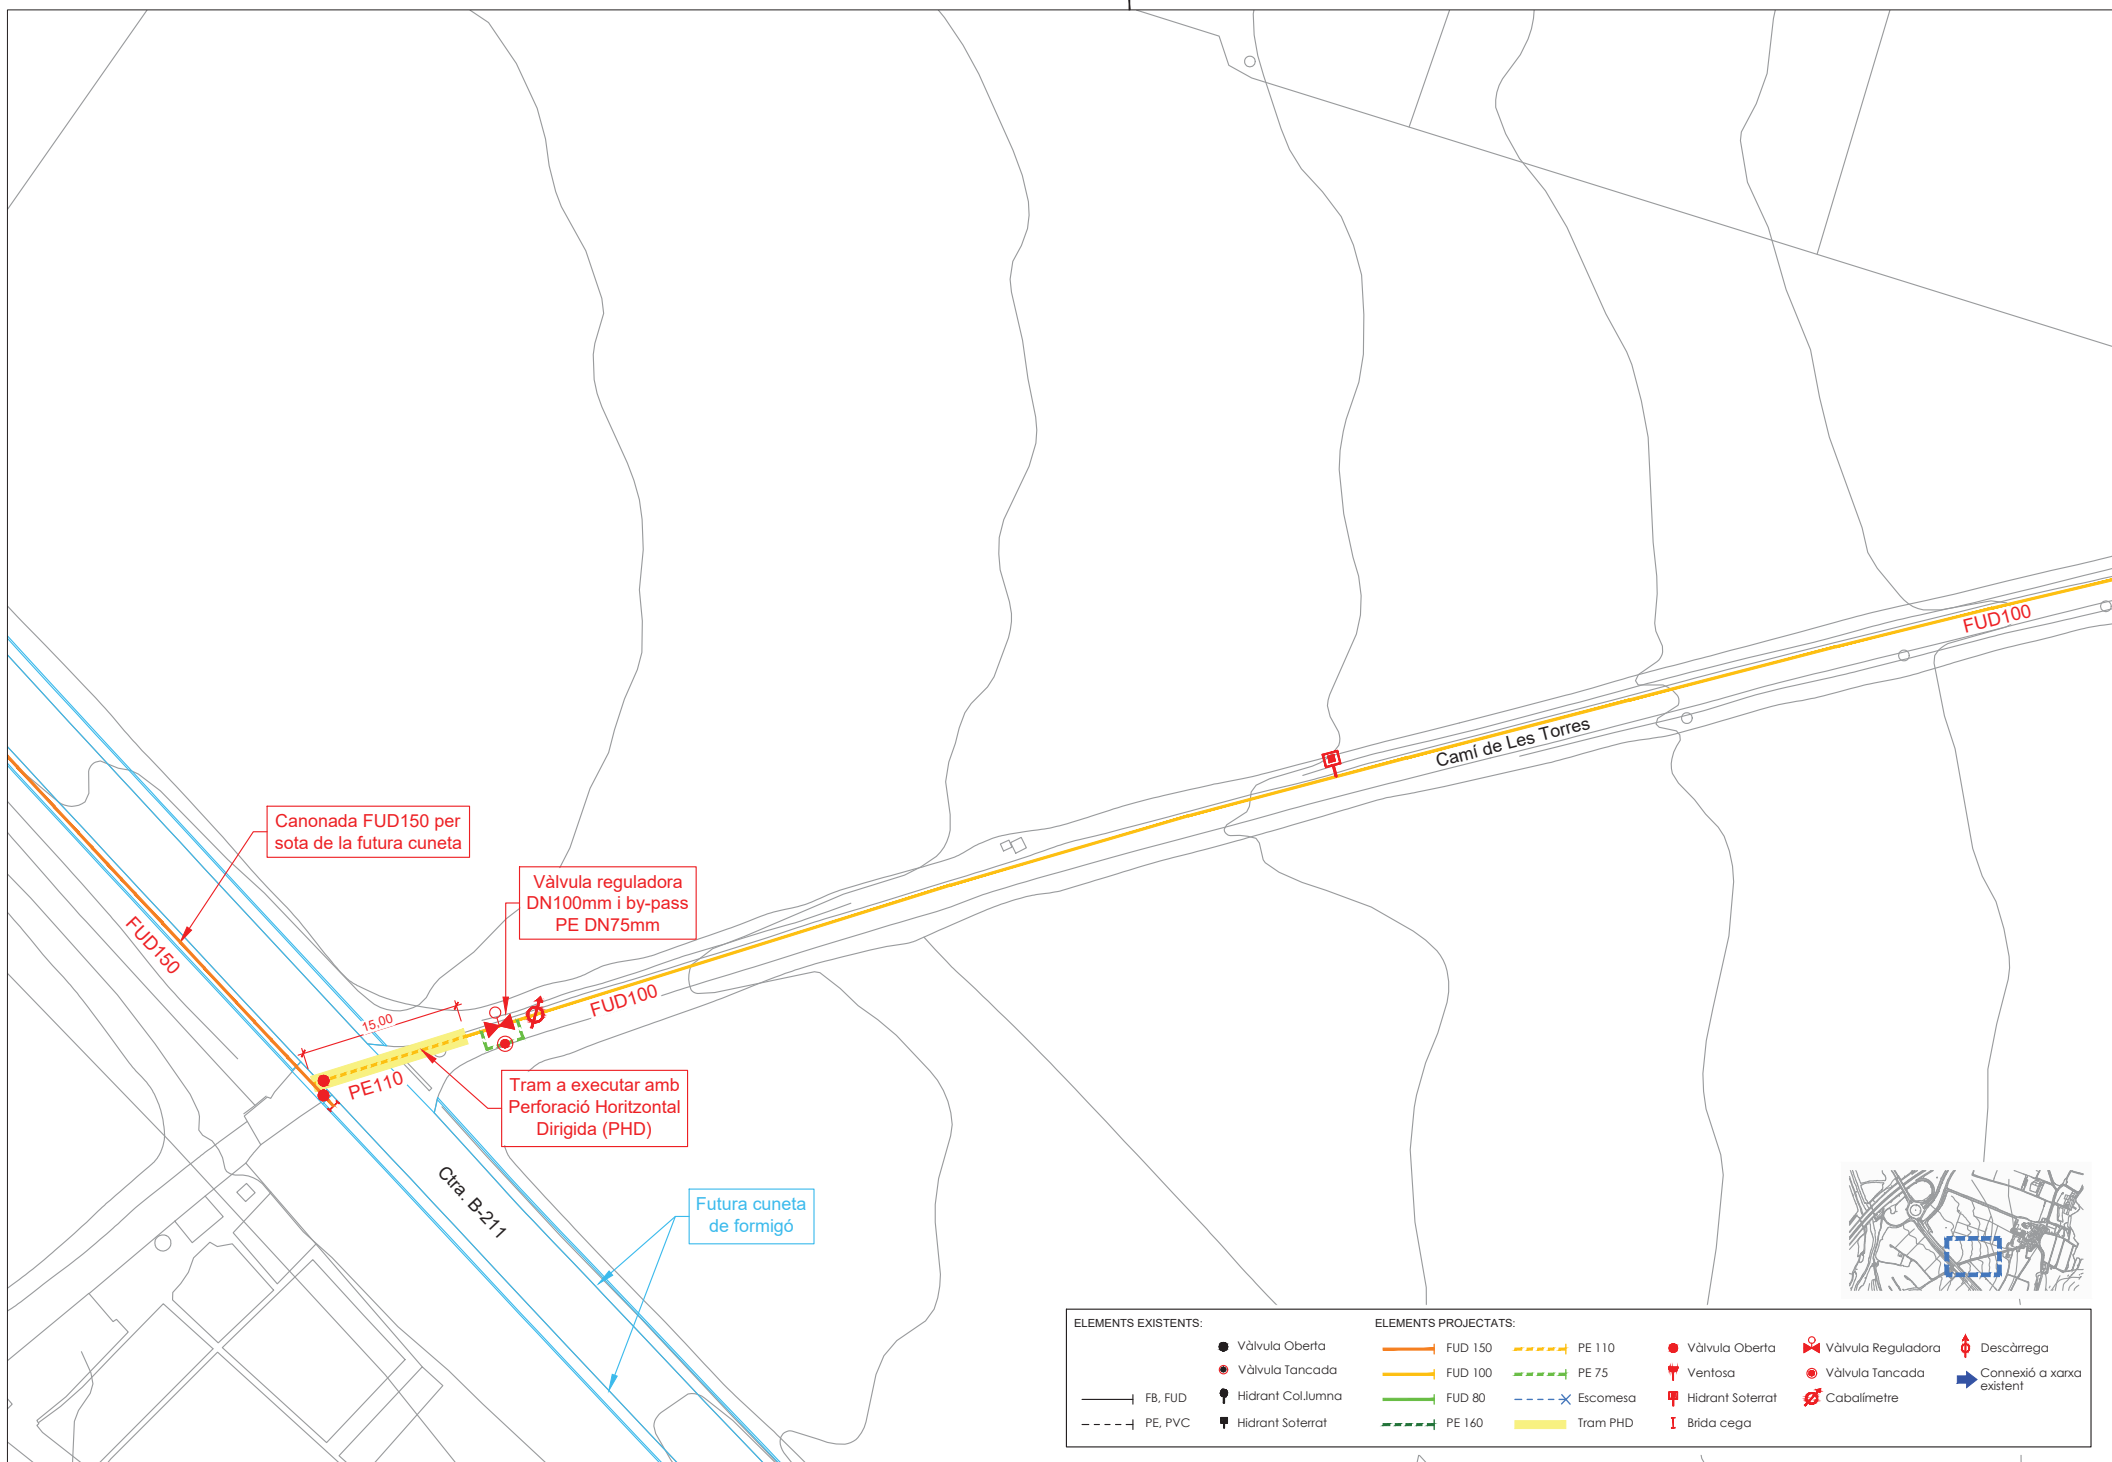 FUD100
Camí de Les Torres
Canonada FUD150 per
sota de la futura cuneta
Vàlvula reguladora
DN100mm i by-pass
PE DN75mm
FUD150
FUD100
15,00
PE110
Tram a executar amb
Perforació Horitzontal
Dirigida (PHD)
Ctra. B-211
Futura cuneta
de formigó
ELEMENTS EXISTENTS:
Vàlvula Oberta
Vàlvula Tancada
FB, FUD
Hidrant Col.lumna
PE, PVC
Hidrant Soterrat
ELEMENTS PROJECTATS:
FUD 150
PE 110
Vàlvula Oberta
Vàlvula Reguladora
Descàrrega
FUD 100
PE 75
Ventosa
Vàlvula Tancada
Connexió a xarxa
existent
FUD 80
Escomesa
Hidrant Soterrat
Cabalímetre
PE 160
Tram PHD
Brida cega